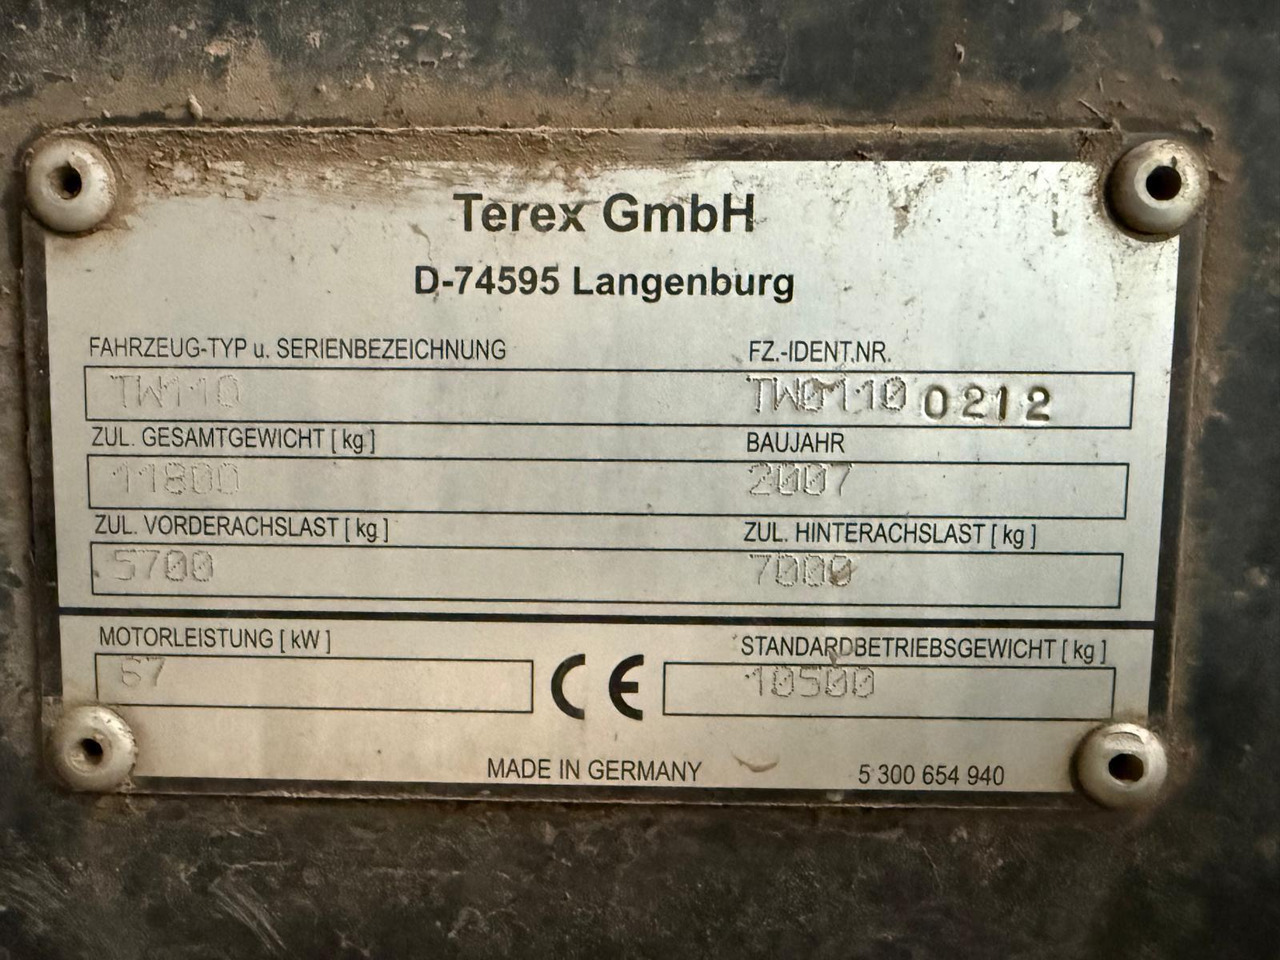 Terex GmbH
D-74595 Langenburg
FAHRZEUG-TYP u. SERIENBEZEICHNUNG FZ.-IDENT.NR.
TW110 TW0110 0212
ZUL. GESAMTGEWICHT [kg] BAUJAHR
11800 2007
ZUL. VORDERACHSLAST [kg] ZUL. HINTERACHSLAST [kg]
5700 7000
MOTORLEISTUNG [kW] STANDARDBETRIEBSGEWICHT [kg]
67 CE 10500
MADE IN GERMANY 5 300 654 940